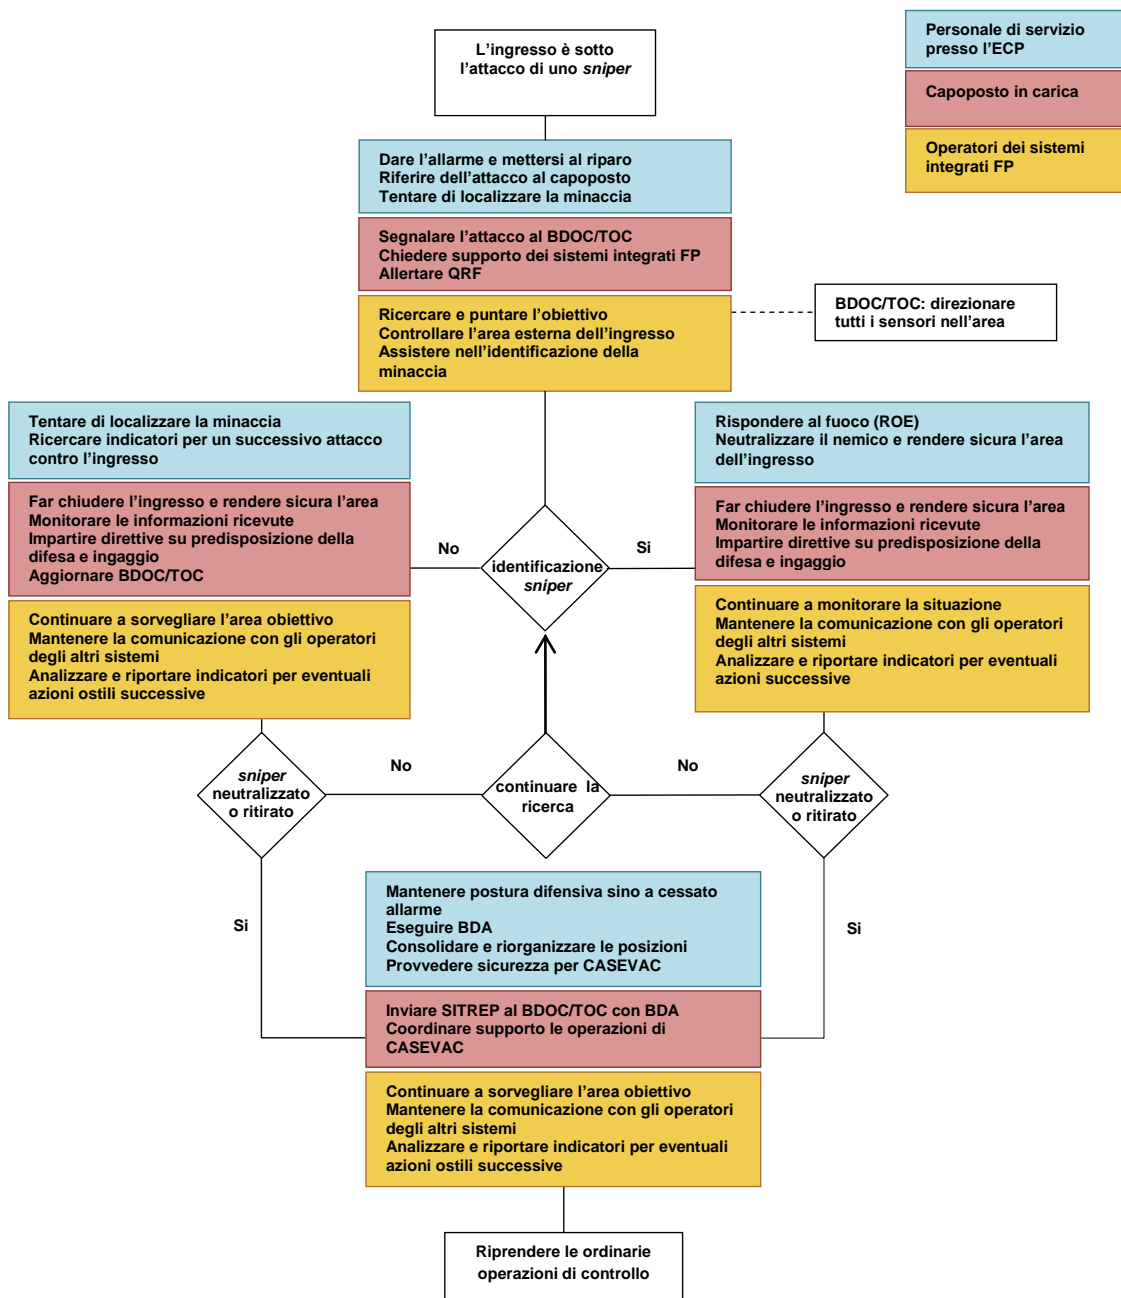 L'ingresso è sotto
l'attacco di uno sniper
Personale di servizio
presso l'ECP
Capoposto in carica
Operatori dei sistemi
integrati FP
Dare l'allarme e mettersi al riparo
Riferire dell'attacco al capoposto
Tentare di localizzare la minaccia
Segnalare l'attacco al BDOC/TOC
Chiedere supporto dei sistemi integrati FP
Allertare QRF
Ricercare e puntare l'obiettivo
Controllare l'area esterna dell'ingresso
Assistere nell'identificazione della
minaccia
BDOC/TOC: direzionare
tutti i sensori nell'area
Tentare di localizzare la minaccia
Ricercare indicatori per un successivo attacco
contro l'ingresso
Far chiudere l'ingresso e rendere sicura l'area
Monitorare le informazioni ricevute
Impartire direttive su predisposizione della
difesa e ingaggio
Aggiornare BDOC/TOC
Continuare a sorvegliare l'area obiettivo
Mantenere la comunicazione con gli operatori
degli altri sistemi
Analizzare e riportare indicatori per eventuali
azioni ostili successive
No
identificazione
sniper
Si
Rispondere al fuoco (ROE)
Neutralizzare il nemico e rendere sicura l'area
dell'ingresso
Far chiudere l'ingresso e rendere sicura l'area
Monitorare le informazioni ricevute
Impartire direttive su predisposizione della
difesa e ingaggio
Continuare a monitorare la situazione
Mantenere la comunicazione con gli operatori
degli altri sistemi
Analizzare e riportare indicatori per eventuali
azioni successive
sniper
neutralizzato
o ritirato
No
continuare la
ricerca
No
sniper
neutralizzato
o ritirato
Si
Mantenere postura difensiva sino a cessato
allarme
Eseguire BDA
Consolidare e riorganizzare le posizioni
Provvedere sicurezza per CASEVAC
Si
Inviare SITREP al BDOC/TOC con BDA
Coordinare supporto le operazioni di
CASEVAC
Continuare a sorvegliare l'area obiettivo
Mantenere la comunicazione con gli operatori
degli altri sistemi
Analizzare e riportare indicatori per eventuali
azioni ostili successive
Riprendere le ordinarie
operazioni di controllo